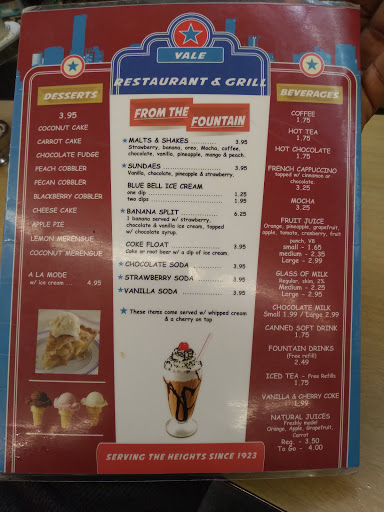 VALE
RESTAURANT & GRILL
DESSERTS
3.95
COCONUT CAKE
CARROT CAKE
CHOCOLATE FUDGE
PEACH COBBLER
PECAN COBBLER
BLACKBERRY COBBLER
CHEESE CAKE
APPLE PIE
LEMON MERENGUE
COCONUT MERENGUE
A LA MODE
w/ ice cream ... 4.95
FROM THE
FOUNTAIN
MALTS & SHAKES 3.95
Strawberry, banana, oreo, Mocha, coffee,
chocolate, vanilla, pineapple, mango & peach.
SUNDAES 3.95
Vanilla, chocolate, pineapple & strawberry.
BLUE BELL ICE CREAM
one dip 1.25
two dips 1.95
BANANA SPLIT 6.25
1 banana served w/ strawberry,
chocolate & vanilla ice cream, topped
w/ chocolate syrup.
COKE FLOAT 3.95
Coke or root beer w/ a dip of ice cream.
CHOCOLATE SODA 3.95
STRAWBERRY SODA 3.95
VANILLA SODA 3.95
These items come served w/ whipped cream
& a cherry on top
BEVERAGES
COFFEE
1.75
HOT TEA
1.75
HOT CHOCOLATE
1.75
FRENCH CAPPUCCINO
topped w/ cinnamon or
chocolate.
3.25
MOCHA
3.25
FRUIT JUICE
Orange, pineapple, grapefruit,
apple, tomato, cranberry, fruit
punch, V8
small - 1.65
medium - 2.35
Large - 2.95
GLASS OF MILK
Regular, skim, 2%
Medium - 2.25
Large - 2.95
CHOCOLATE MILK
Small 1.99 / Large 2.99
CANNED SOFT DRINK
1.75
FOUNTAIN DRINKS
(Free refill)
2.49
ICED TEA - Free Refills
1.75
VANILLA & CHERRY COKE
1.99
NATURAL JUICES
Freshly made!
Orange, Apple, Grapefruit,
Carrot
Reg. - 3.50
To Go - 4.00
SERVING THE HEIGHTS SINCE 1923